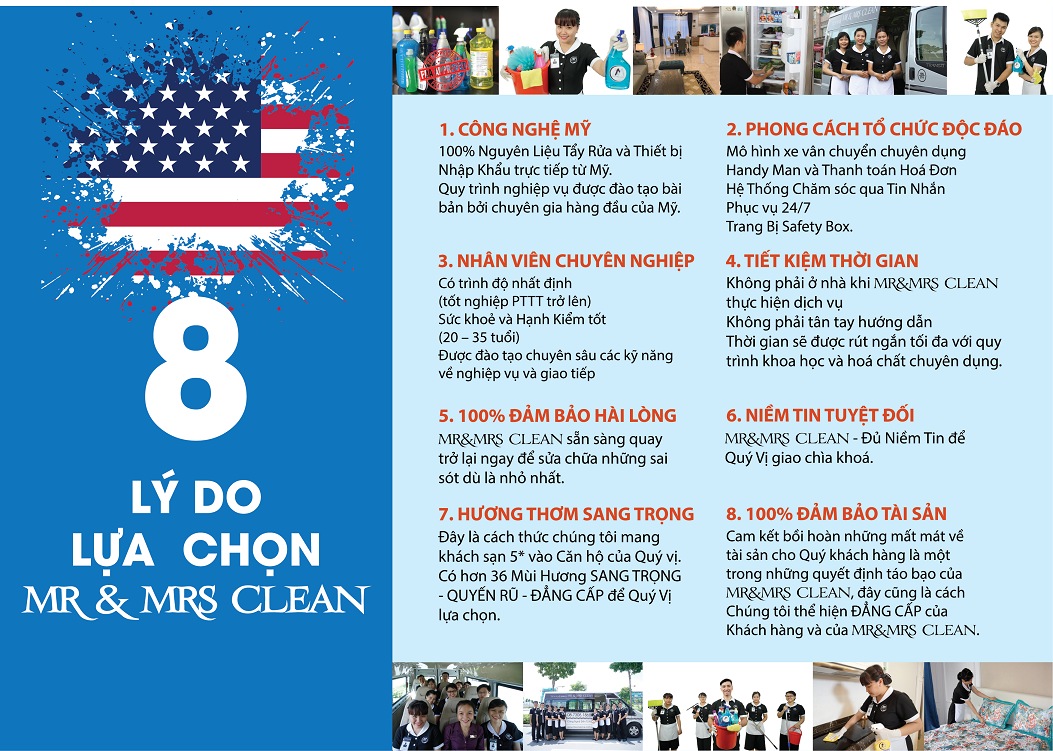 8
LÝ DO
LỰA CHỌN
MR & MRS CLEAN
1. CÔNG NGHỆ MỸ
100% Nguyên Liệu Tẩy Rửa và Thiết bị
Nhập Khẩu trực tiếp từ Mỹ.
Quy trình nghiệp vụ được đào tạo bài
bản bởi chuyên gia hàng đầu của Mỹ.
2. PHONG CÁCH TỔ CHỨC ĐỘC ĐÁO
Mô hình xe vân chuyển chuyên dụng
Handy Man và Thanh toán Hoá Đơn
Hệ Thống Chăm sóc qua Tin Nhắn
Phục vụ 24/7
Trang Bị Safety Box.
3. NHÂN VIÊN CHUYÊN NGHIỆP
Có trình độ nhất định
(tốt nghiệp PTTT trở lên)
Sức khoẻ và Hạnh Kiểm tốt
(20 – 35 tuổi)
Được đào tạo chuyên sâu các kỹ năng
về nghiệp vụ và giao tiếp
4. TIẾT KIỆM THỜI GIAN
Không phải ở nhà khi MR&MRS CLEAN
thực hiện dịch vụ
Không phải tân tay hướng dẫn
Thời gian sẽ được rút ngắn tối đa với quy
trình khoa học và hoá chất chuyên dụng.
5. 100% ĐẢM BẢO HÀI LÒNG
MR&MRS CLEAN sẵn sàng quay
trở lại ngay để sửa chữa những sai
sót dù là nhỏ nhất.
6. NIỀM TIN TUYỆT ĐỐI
MR&MRS CLEAN - Đủ Niềm Tin để
Quý Vị giao chìa khoá.
7. HƯƠNG THƠM SANG TRỌNG
Đây là cách thức chúng tôi mang
khách sạn 5* vào Căn hộ của Quý vị.
Có hơn 36 Mùi Hương SANG TRỌNG
- QUYẾN RŨ - ĐẲNG CẤP để Quý Vị
lựa chọn.
8. 100% ĐẢM BẢO TÀI SẢN
Cam kết bồi hoàn những mất mát về
tài sản cho Quý khách hàng là một
trong những quyết định táo bạo của
MR&MRS CLEAN, đây cũng là cách
Chúng tôi thể hiện ĐẲNG CẤP của
Khách hàng và của MR&MRS CLEAN.